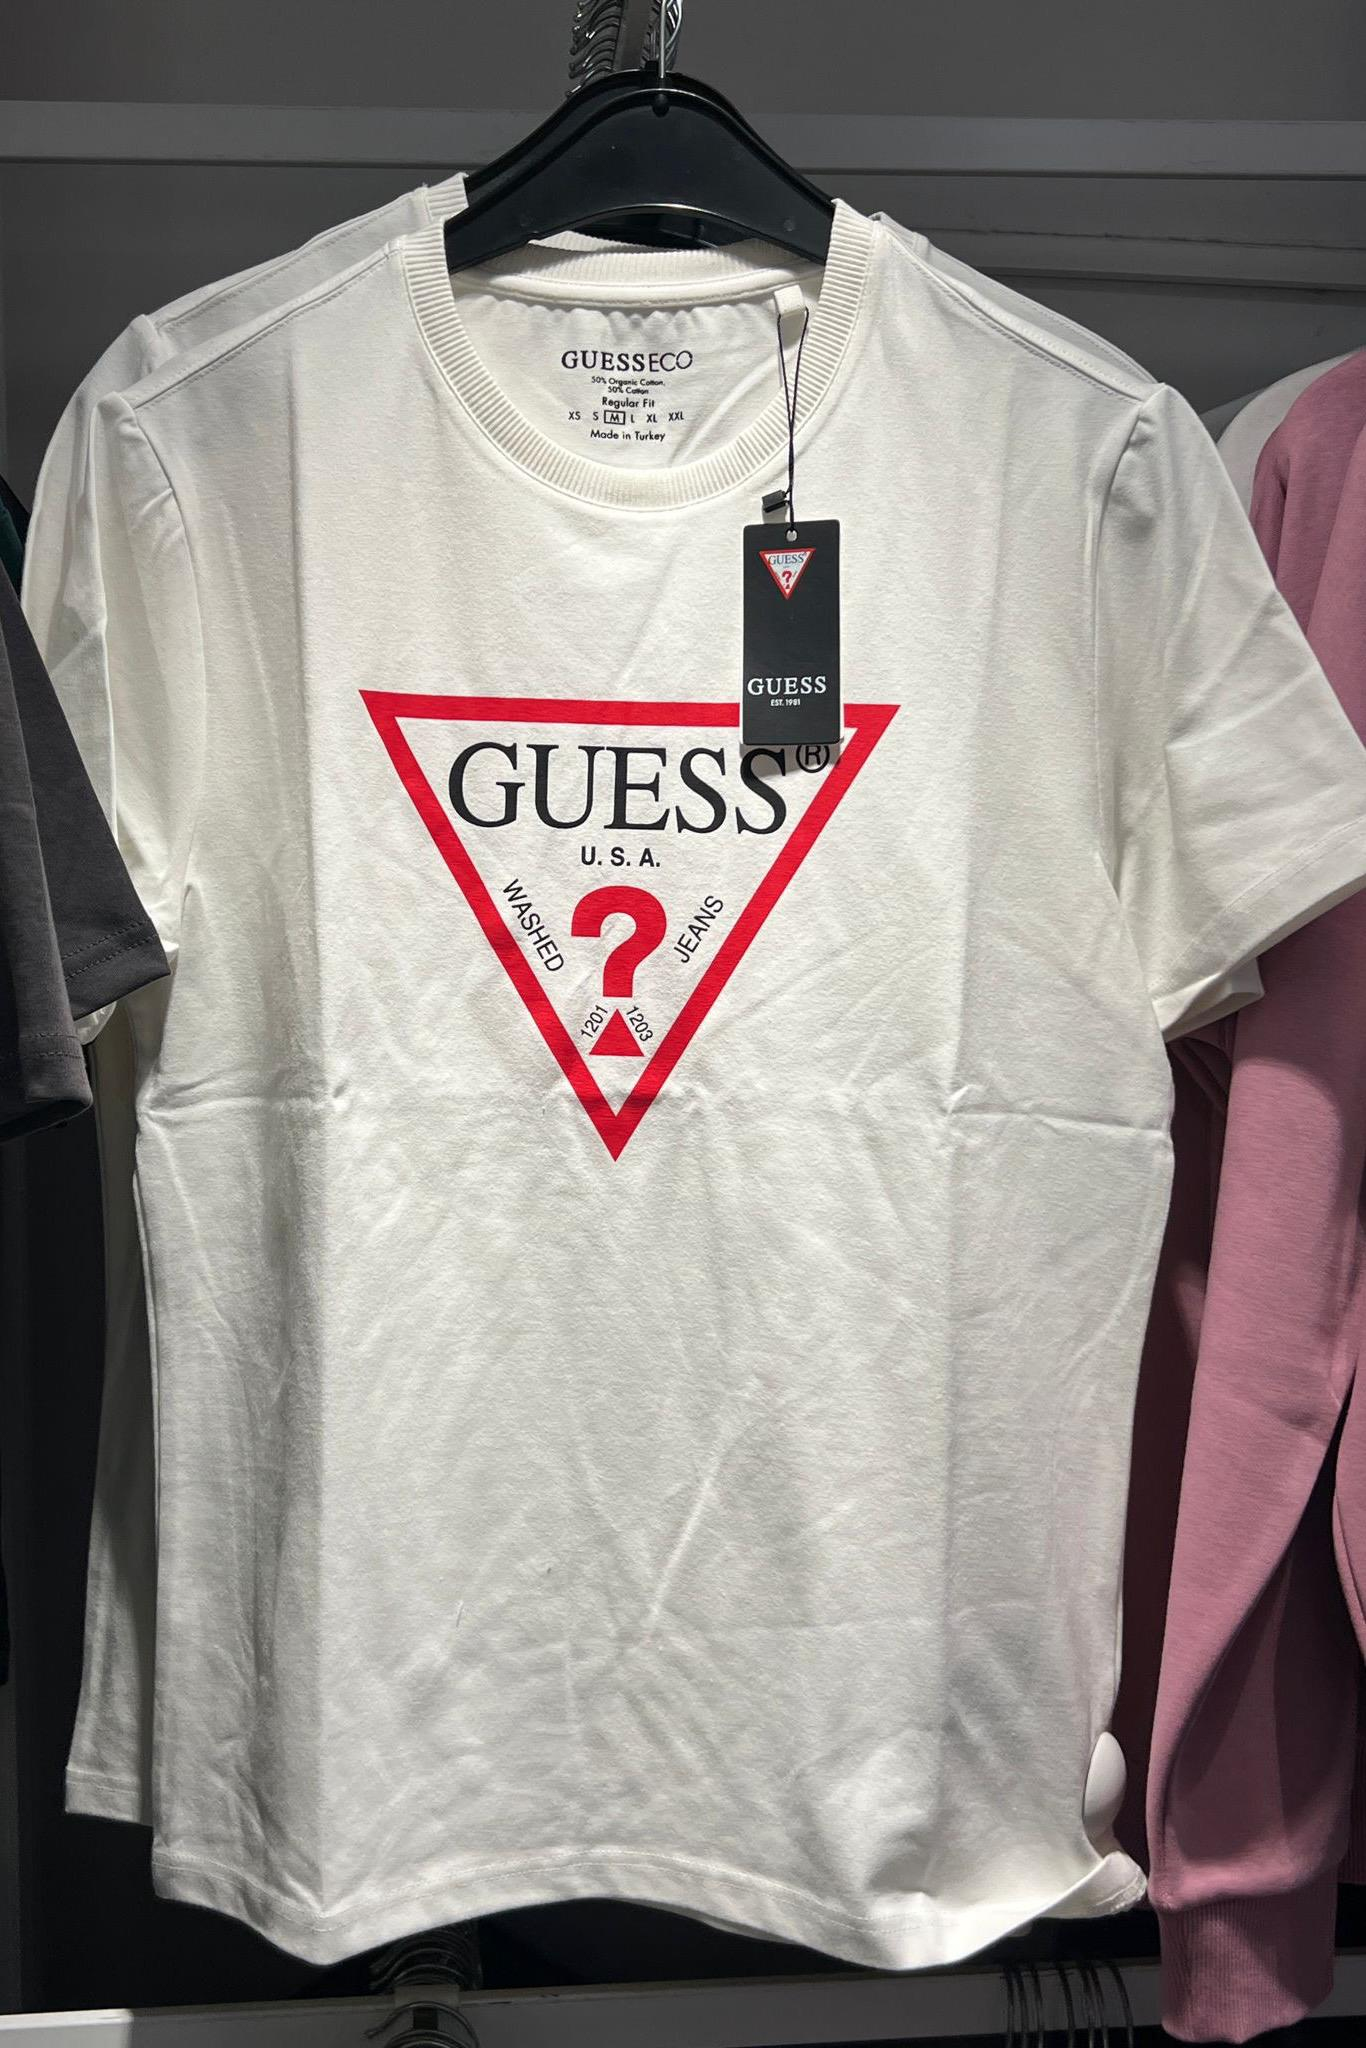 GUESSECO
50% Organic Cotton,
50% Cotton
Regular Fit
XS S M L XL XXL
Made in Turkey
GUESS
?
GUESS
EST. 1981
GUESS®
U.S.A.
WASHED ? JEANS
1201 1203